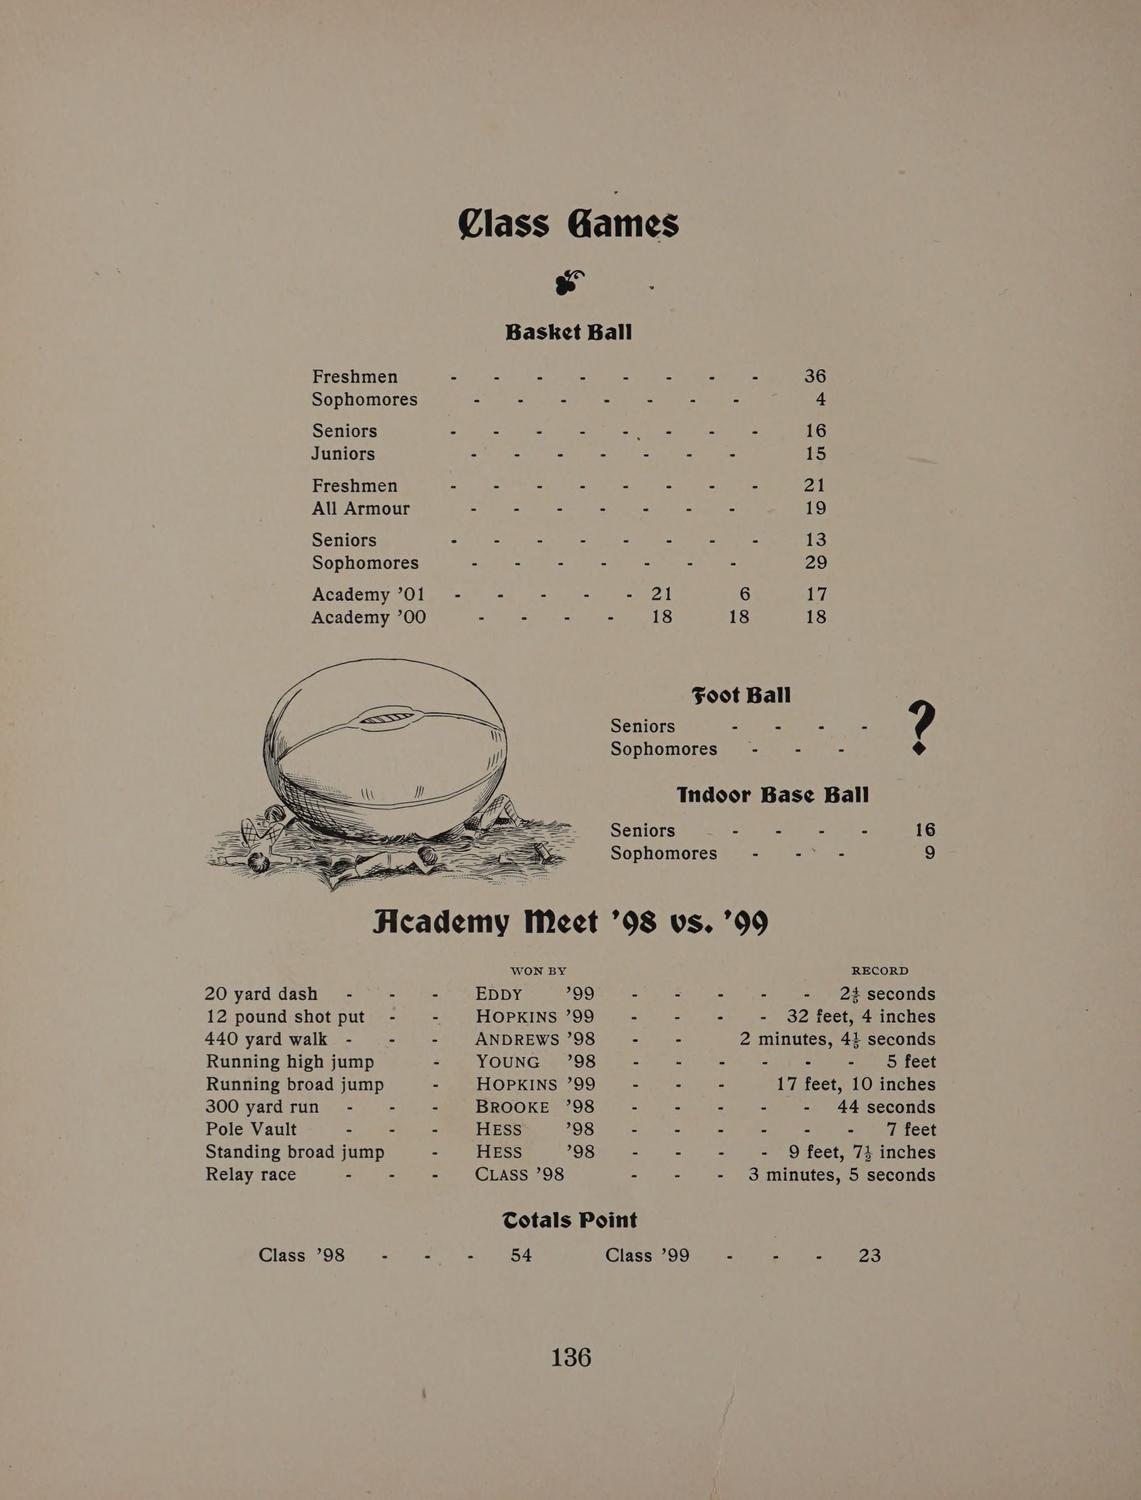 Class Games
Basket Ball
Freshmen - - - - - - - - 36
Sophomores - - - - - - - 4
Seniors - - - - - - - - 16
Juniors - - - - - - - 15
Freshmen - - - - - - - - 21
All Armour - - - - - - - 19
Seniors - - - - - - - - 13
Sophomores - - - - - - - 29
Academy ’01 - - - - - 21 6 17
Academy ’00 - - - - 18 18 18
Foot Ball
Seniors - - - - ?
Sophomores - - -
Indoor Base Ball
Seniors - - - - 16
Sophomores - - - 9
Academy Meet ’98 vs. ’99
WON BY RECORD
20 yard dash - - - EDDY ’99 - - - - - seconds
12 pound shot put - - HOPKINS ’99 - - - - 32 feet, 4 inches
440 yard walk - - - ANDREWS ’98 - - 2 minutes, seconds
Running high jump - YOUNG ’98 - - - - - - 5 feet
Running broad jump - HOPKINS ’99 - - - 17 feet, 10 inches
300 yard run - - - BROOKE ’98 - - - - - 44 seconds
Pole Vault - - - HESS ’98 - - - - - - 7 feet
Standing broad jump - HESS ’98 - - - - 9 feet, inches
Relay race - - - CLASS ’98 - - - 3 minutes, 5 seconds
Totals Point
Class ’98 - - - 54 Class ’99 - - - 23
136